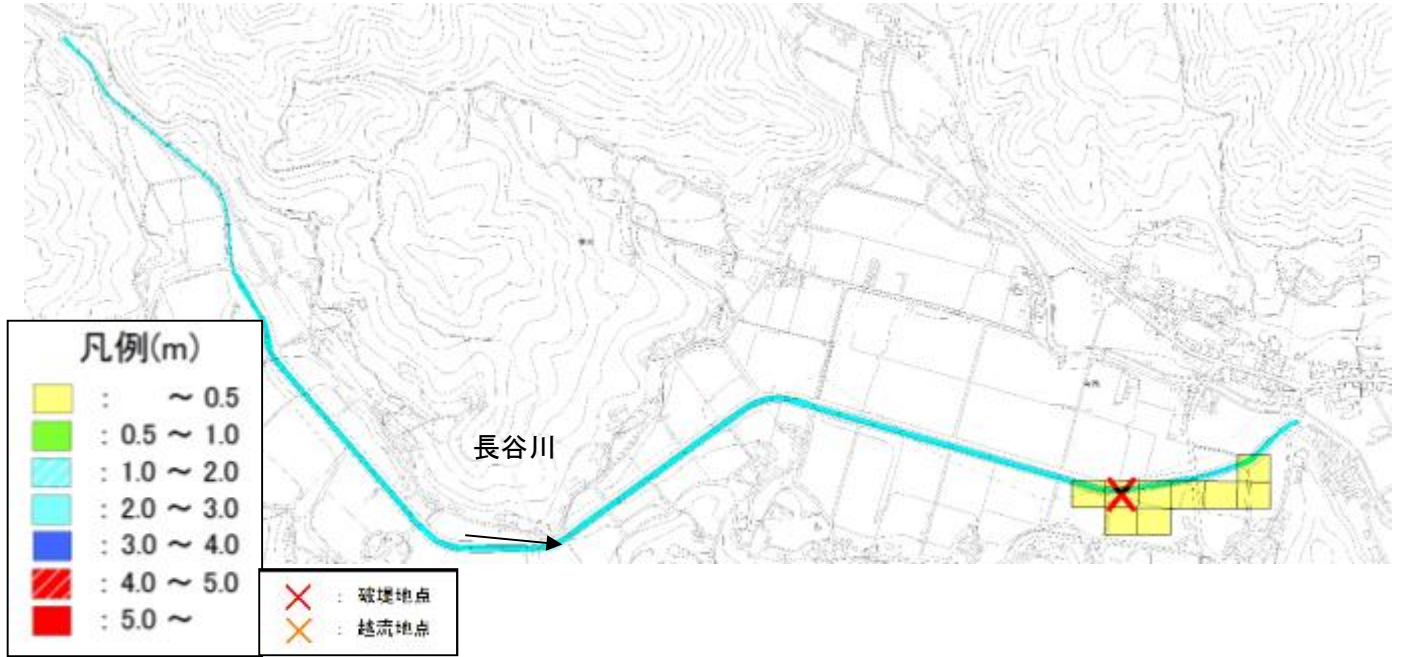 長谷川
凡例(m)
: ～ 0.5
: 0.5 ～ 1.0
: 1.0 ～ 2.0
: 2.0 ～ 3.0
: 3.0 ～ 4.0
: 4.0 ～ 5.0
: 5.0 ～
: 破堤地点
: 越流地点